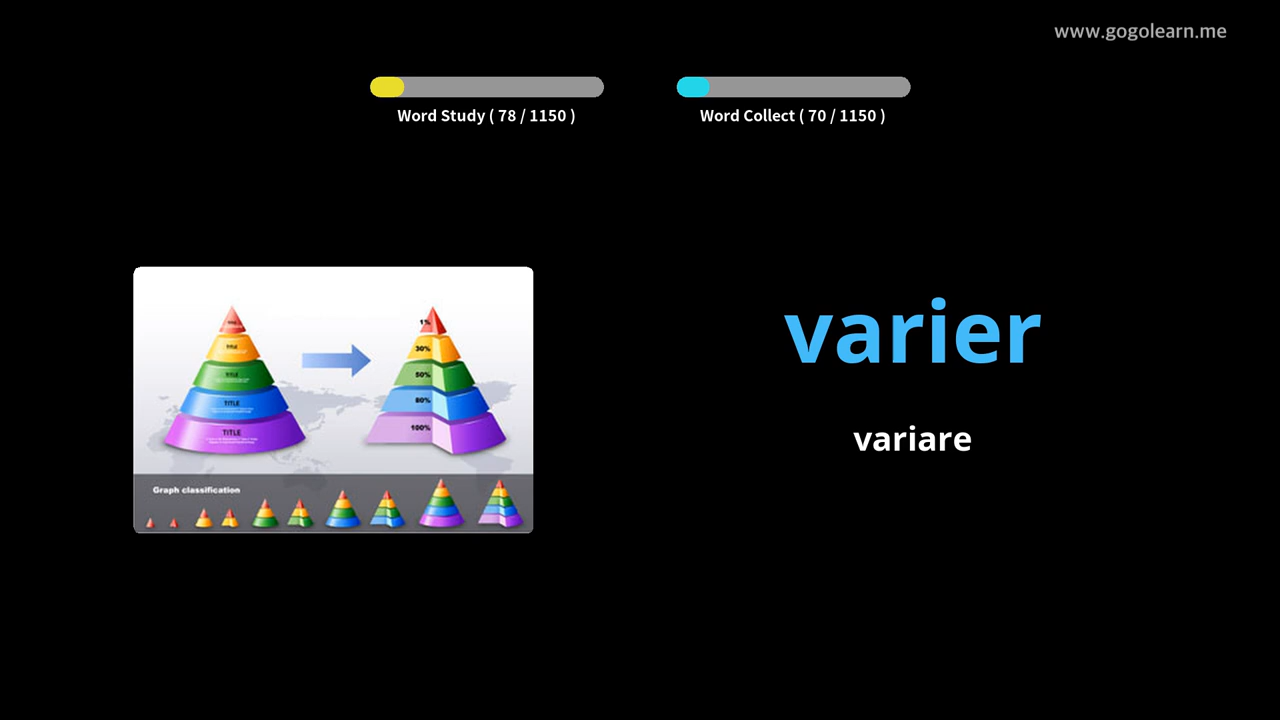 www.gogolearn.me
Word Study ( 78 / 1150 )
Word Collect ( 70 / 1150 )
varier
variare
TITLE
TITLE
TITLE
TITLE
1%
30%
50%
80%
100%
Graph classification